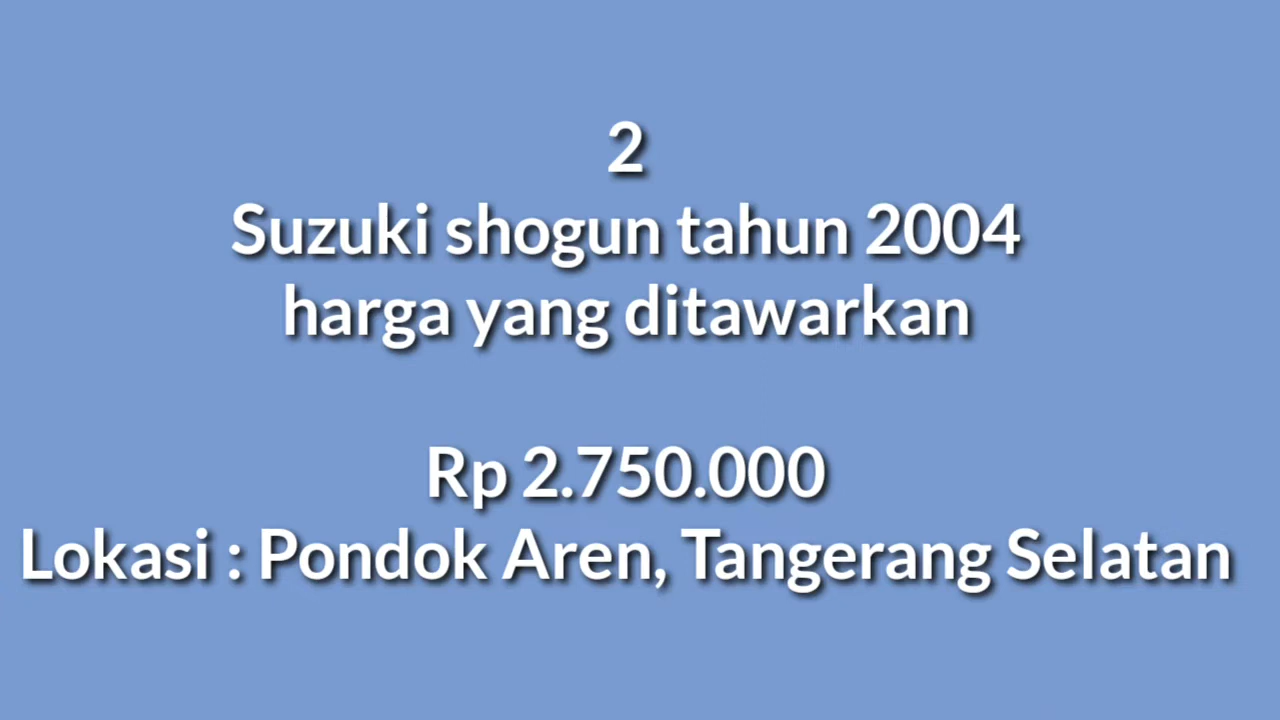 2
Suzuki shogun tahun 2004
harga yang ditawarkan
Rp 2.750.000
Lokasi : Pondok Aren, Tangerang Selatan